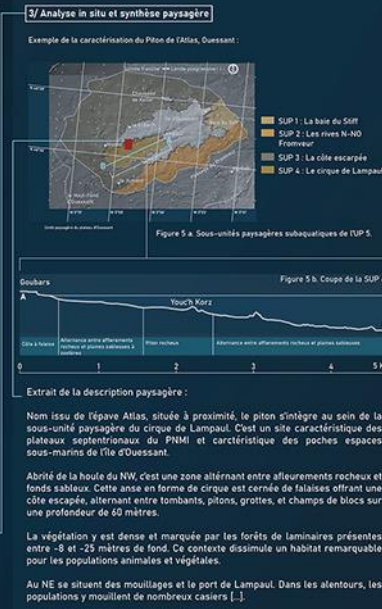 3/ Analyse in situ et synthèse paysagère
Exemple de la caractérisation du Piton de l'Atlas, Ouessant :
SUP 1 : La baie du Stiff
SUP 2 : Les rives N-NO
Fromveur
SUP 3 : La côte escarpée
SUP 4 : Le cirque de Lampaul
Figure 5 a. Sous-unités paysagères subaquatiques de l'UP 5.
Figure 5 b. Coupe de la SUP
Goubars
A
Youc'h Korz
Côte à falaise
Alternance entre affleurements
rocheux et plaines sableuses à
Piton rocheux
Alternance entre affleurements rocheux et plaines sableuses
0 1 2 3 4 5
Extrait de la description paysagère :
Nom issu de l'épave Atlas, située à proximité, le piton s'intègre au sein de la
sous-unité paysagère du cirque de Lampaul. C'est un site caractéristique des
plateaux septentrionaux du PNMI et carctéristique des poches espaces
sous-marins de l'île d'Ouessant.
Abrité de la houle du NW, c'est une zone altérnant entre afleurements rocheux et
fonds sableux. Cette anse en forme de cirque est cernée de falaises offrant une
côte escapée, alternant entre tombants, pitons, grottes, et champs de blocs sur
une profondeur de 60 mètres.
La végétation y est dense et marquée par les forêts de laminaires présentes
entre -8 et -25 mètres de fond. Ce contexte dissimule un habitat remarquable
pour les populations animales et végétales.
Au NE se situent des mouillages et le port de Lampaul. Dans les alentours, les
populations y mouillent de nombreux casiers [...].